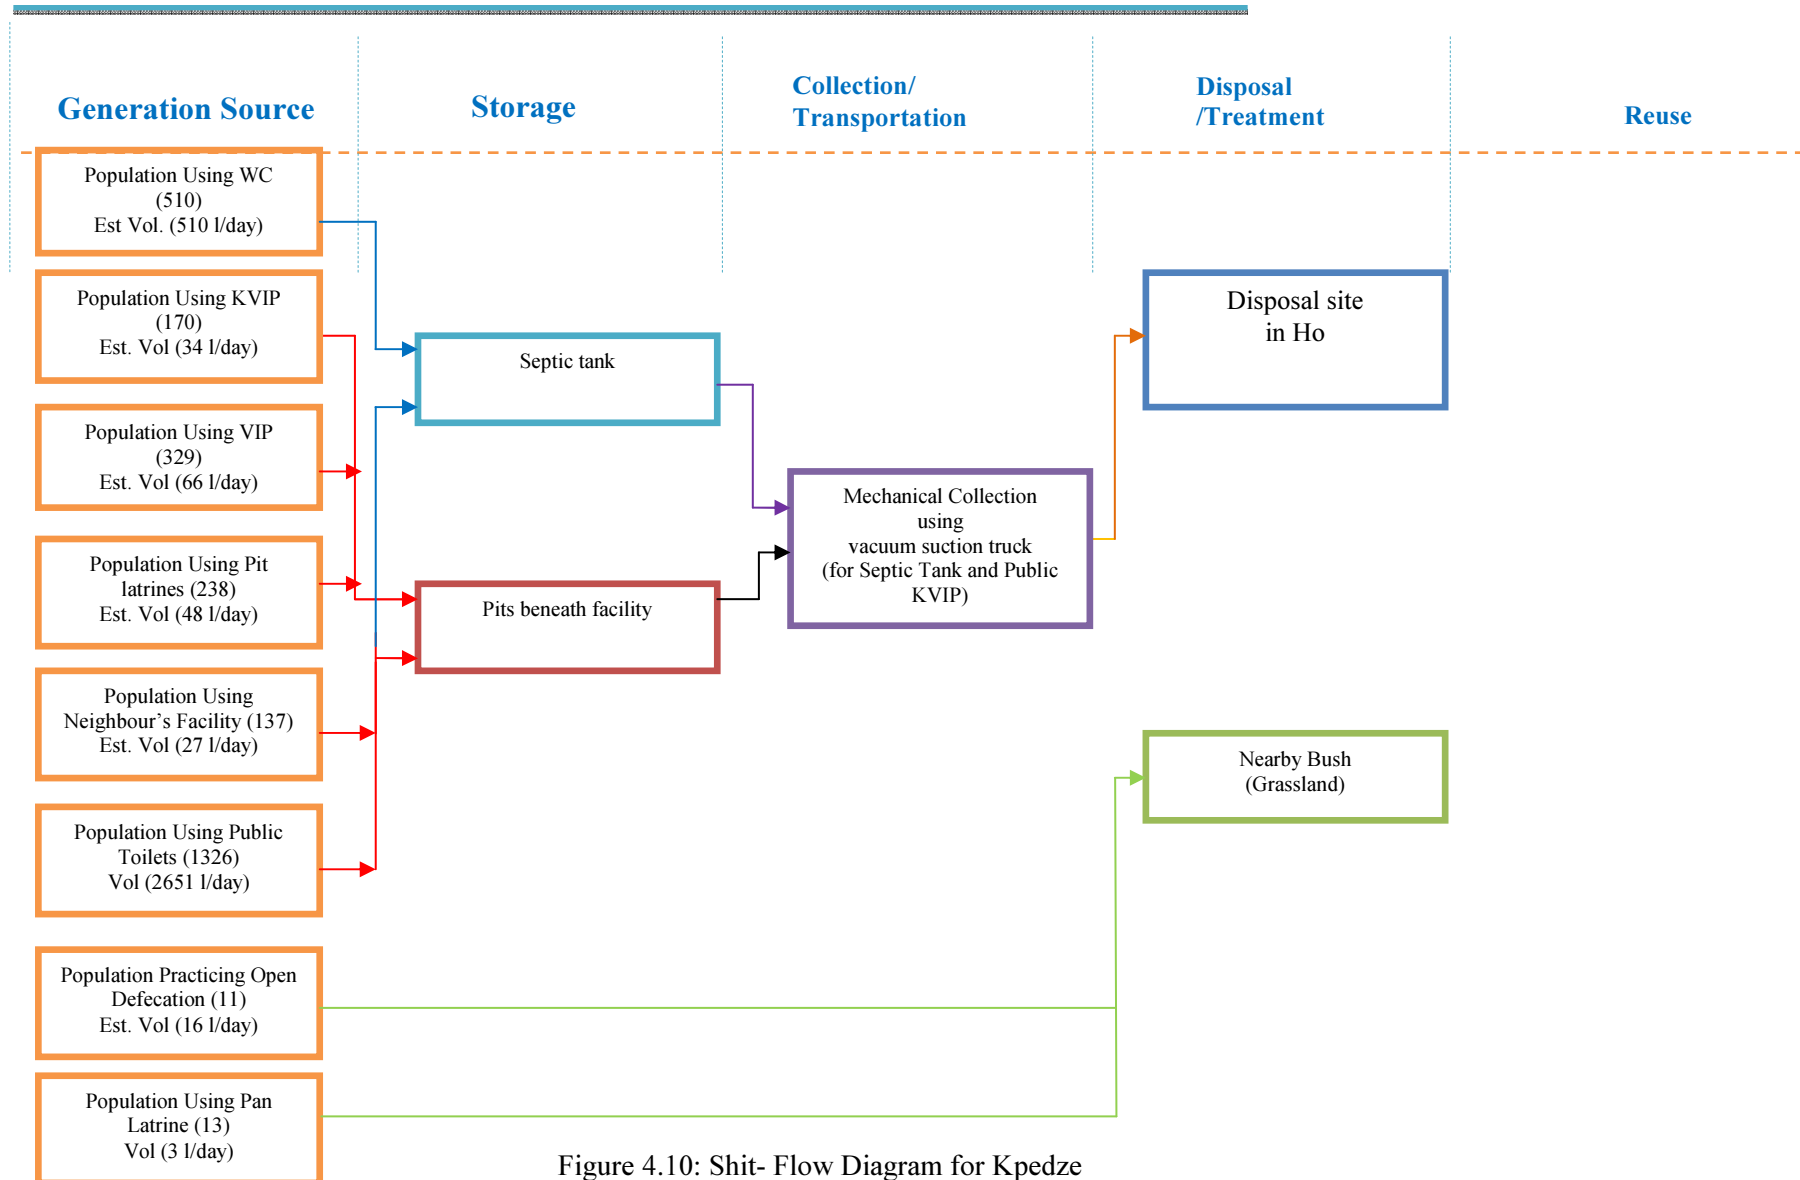 Generation Source
Storage
Collection/
Transportation
Disposal
/Treatment
Reuse
Population Using WC
(510)
Est Vol. (510 l/day)
Population Using KVIP
(170)
Est. Vol (34 l/day)
Population Using VIP
(329)
Est. Vol (66 l/day)
Population Using Pit
latrines (238)
Est. Vol (48 l/day)
Population Using
Neighbour’s Facility (137)
Est. Vol (27 l/day)
Population Using Public
Toilets (1326)
Vol (2651 l/day)
Population Practicing Open
Defecation (11)
Est. Vol (16 l/day)
Population Using Pan
Latrine (13)
Vol (3 l/day)
Septic tank
Pits beneath facility
Mechanical Collection
using
vacuum suction truck
(for Septic Tank and Public
KVIP)
Disposal site
in Ho
Nearby Bush
(Grassland)
Figure 4.10: Shit- Flow Diagram for Kpedze